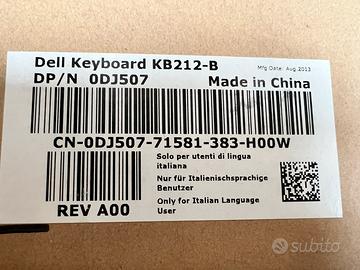 Dell Keyboard KB212-B
Mfg Date: Aug.2013
DP/N 0DJ507
Made in China
CN-0DJ507-71581-383-H00W
Solo per utenti di lingua
italiana
Nur für Italienischsprachige
Benutzer
Only for Italian Language
User
REV A00
subito